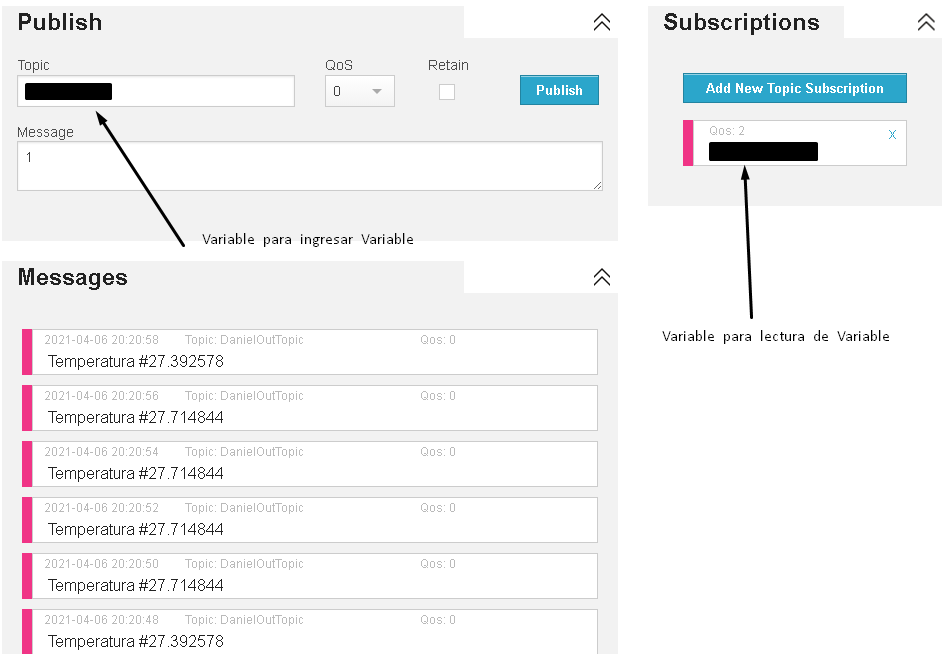 Publish
Topic
QoS
Retain
0
Publish
Message
1
Variable para ingresar Variable
Subscriptions
Add New Topic Subscription
Qos: 2
X
Variable para lectura de Variable
Messages
2021-04-06 20:20:58 Topic: DanielOutTopic Qos: 0
Temperatura #27.392578
2021-04-06 20:20:56 Topic: DanielOutTopic Qos: 0
Temperatura #27.714844
2021-04-06 20:20:54 Topic: DanielOutTopic Qos: 0
Temperatura #27.714844
2021-04-06 20:20:52 Topic: DanielOutTopic Qos: 0
Temperatura #27.714844
2021-04-06 20:20:50 Topic: DanielOutTopic Qos: 0
Temperatura #27.714844
2021-04-06 20:20:48 Topic: DanielOutTopic Qos: 0
Temperatura #27.392578